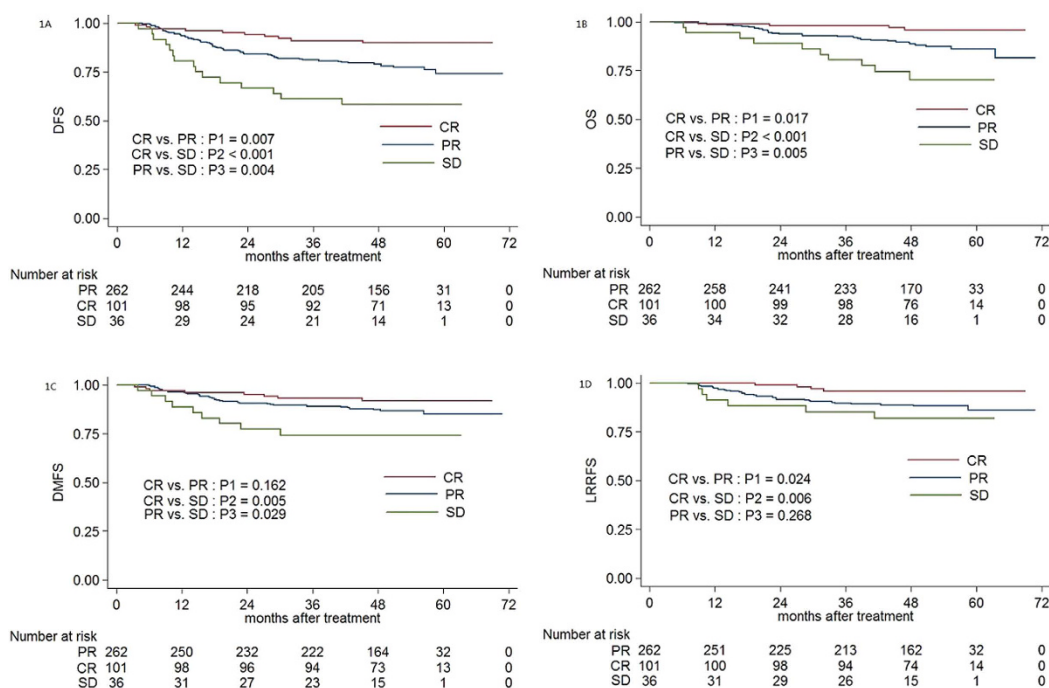 1A
1.00
0.75
0.50
0.25
0.00
DFS
CR vs. PR : P1 = 0.007
CR vs. SD : P2 < 0.001
PR vs. SD : P3 = 0.004
CR
PR
SD
0 12 24 36 48 60 72
months after treatment
Number at risk
PR 262 244 218 205 156 31 0
CR 101 98 95 92 71 13 0
SD 36 29 24 21 14 1 0
1B
1.00
0.75
0.50
0.25
0.00
OS
CR vs. PR : P1 = 0.017
CR vs. SD : P2 < 0.001
PR vs. SD : P3 = 0.005
CR
PR
SD
0 12 24 36 48 60 72
months after treatment
Number at risk
PR 262 258 241 233 170 33 0
CR 101 100 99 98 76 14 0
SD 36 34 32 28 16 1 0
1C
1.00
0.75
0.50
0.25
0.00
DMFS
CR vs. PR : P1 = 0.162
CR vs. SD : P2 = 0.005
PR vs. SD : P3 = 0.029
CR
PR
SD
0 12 24 36 48 60 72
months after treatment
Number at risk
PR 262 250 232 222 164 32 0
CR 101 98 96 94 73 13 0
SD 36 31 27 23 15 1 0
1D
1.00
0.75
0.50
0.25
0.00
LRRFS
CR vs. PR : P1 = 0.024
CR vs. SD : P2 = 0.006
PR vs. SD : P3 = 0.268
CR
PR
SD
0 12 24 36 48 60 72
months after treatment
Number at risk
PR 262 251 225 213 162 32 0
CR 101 100 98 94 74 14 0
SD 36 31 29 26 15 1 0